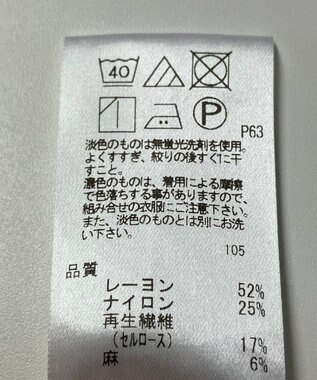 40
P
P63
淡色のものは無蛍光洗剤を使用。
よくすすぎ、絞りの後すぐに干
すこと。
濃色のものは、着用による摩擦
で色落ちする事がありますので、
組み合せの衣服にご注意下さい。
また、淡色のものとは別にお洗
い下さい。
105
品質
レーヨン 52%
ナイロン 25%
再生繊維
(セルロース) 17%
麻 6%